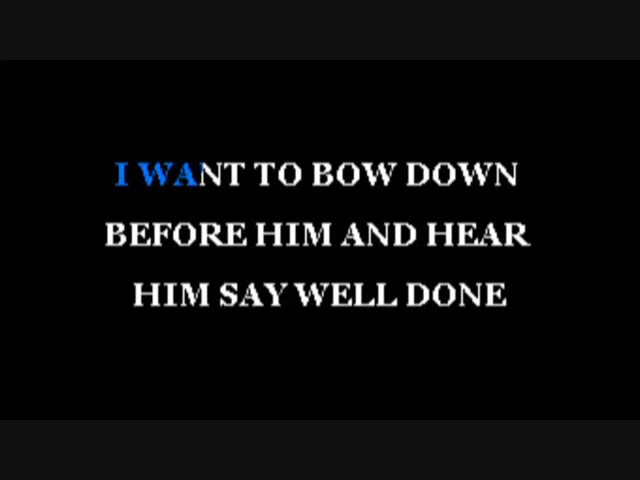 I WANT TO BOW DOWN
BEFORE HIM AND HEAR
HIM SAY WELL DONE